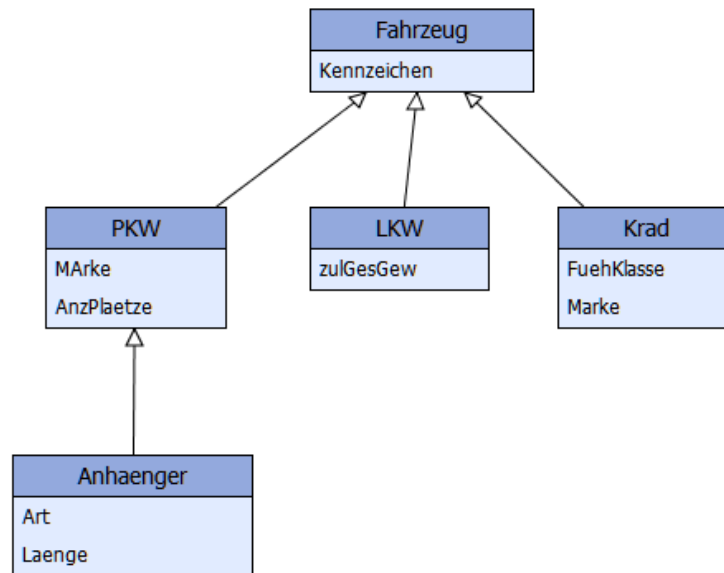 Fahrzeug
Kennzeichen
PKW
MArke
AnzPlaetze
LKW
zulGesGew
Krad
FuehKlasse
Marke
Anhaenger
Art
Laenge